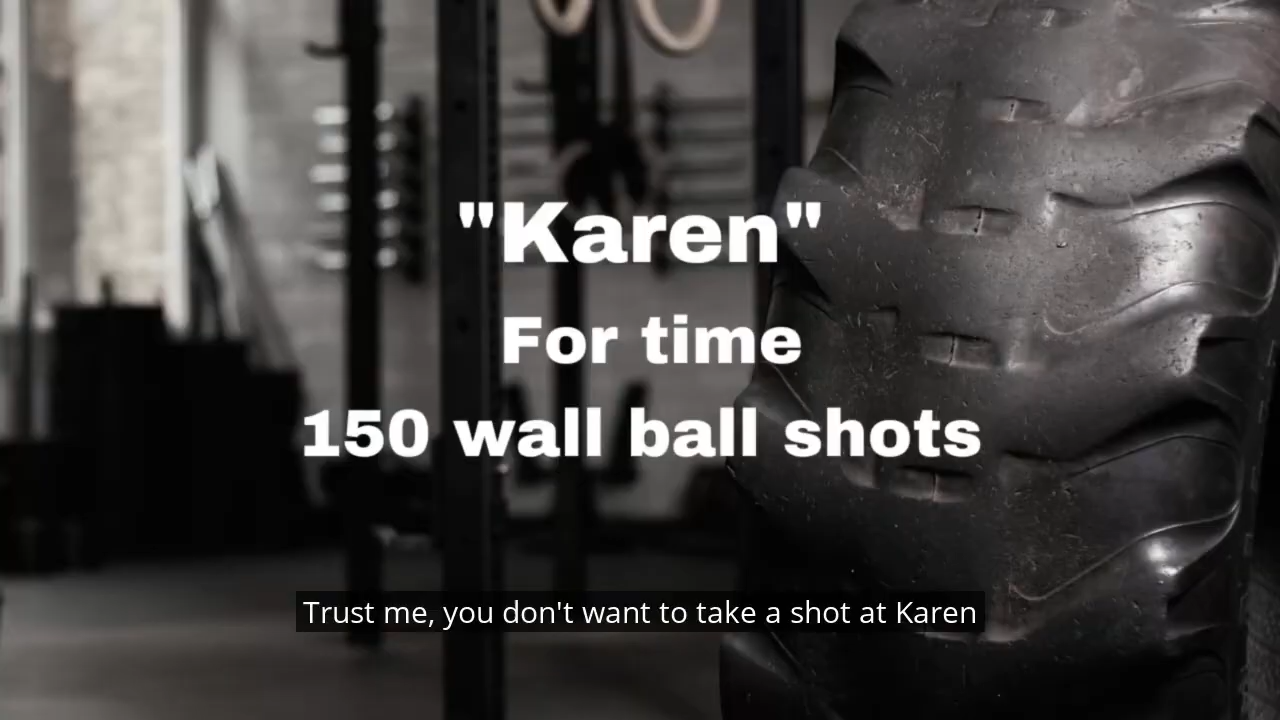 "Karen"
For time
150 wall ball shots
Trust me, you don't want to take a shot at Karen